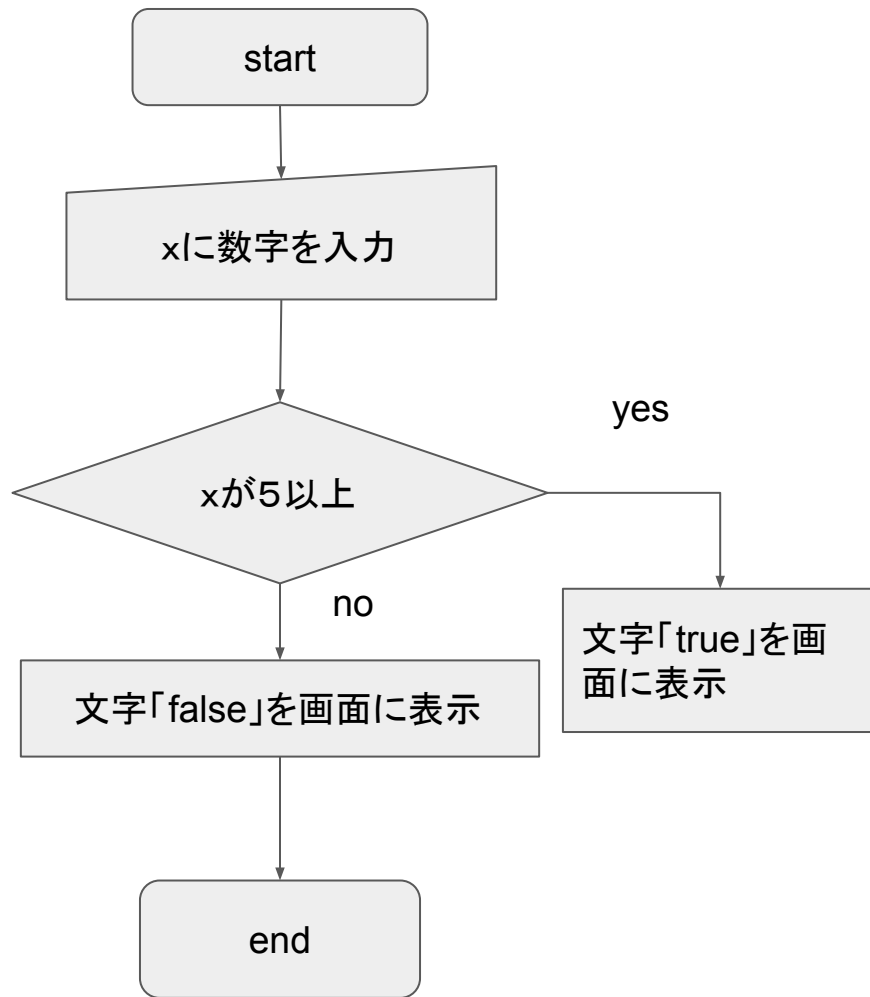 start
xに数字を入力
yes
xが５以上
no
文字「true」を画
面に表示
文字「false」を画面に表示
end